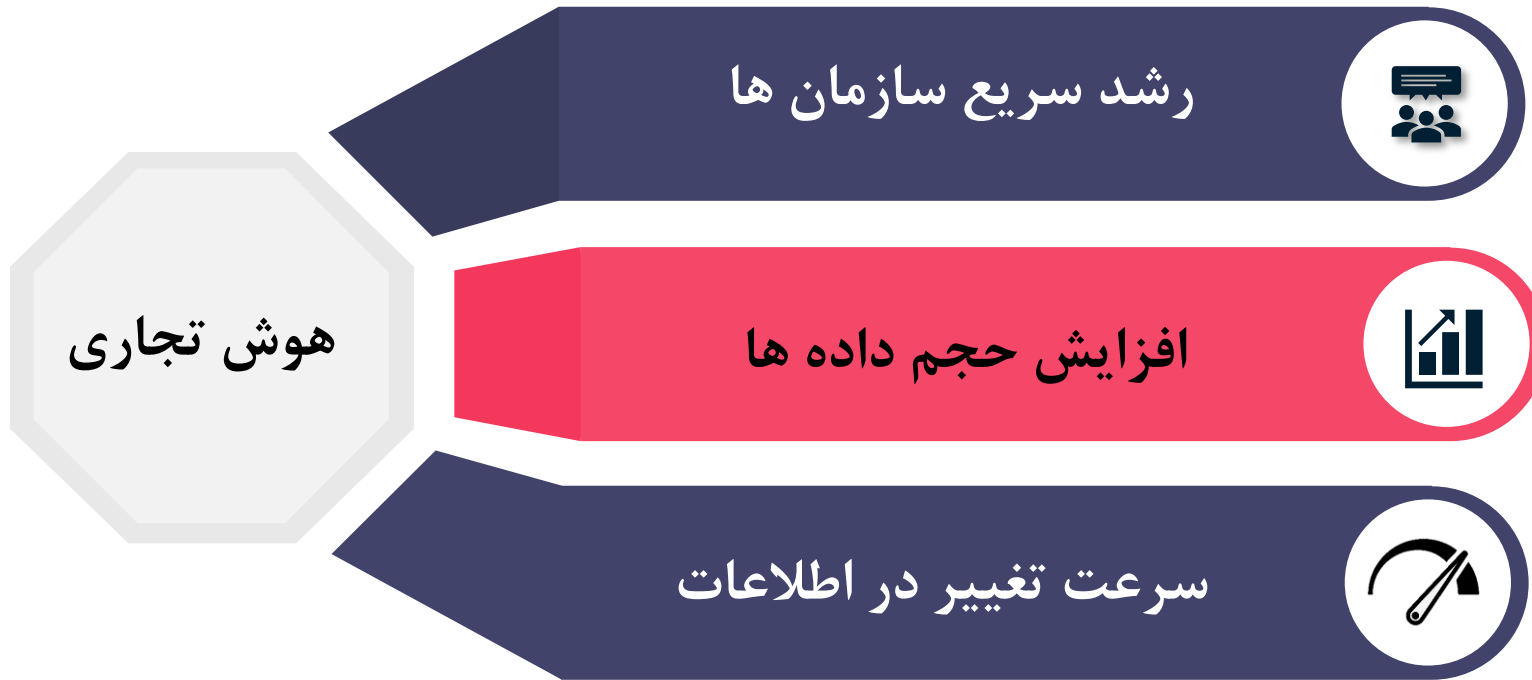 رشد سریع سازمان ها
هوش تجاری
افزایش حجم داده ها
سرعت تغییر در اطلاعات